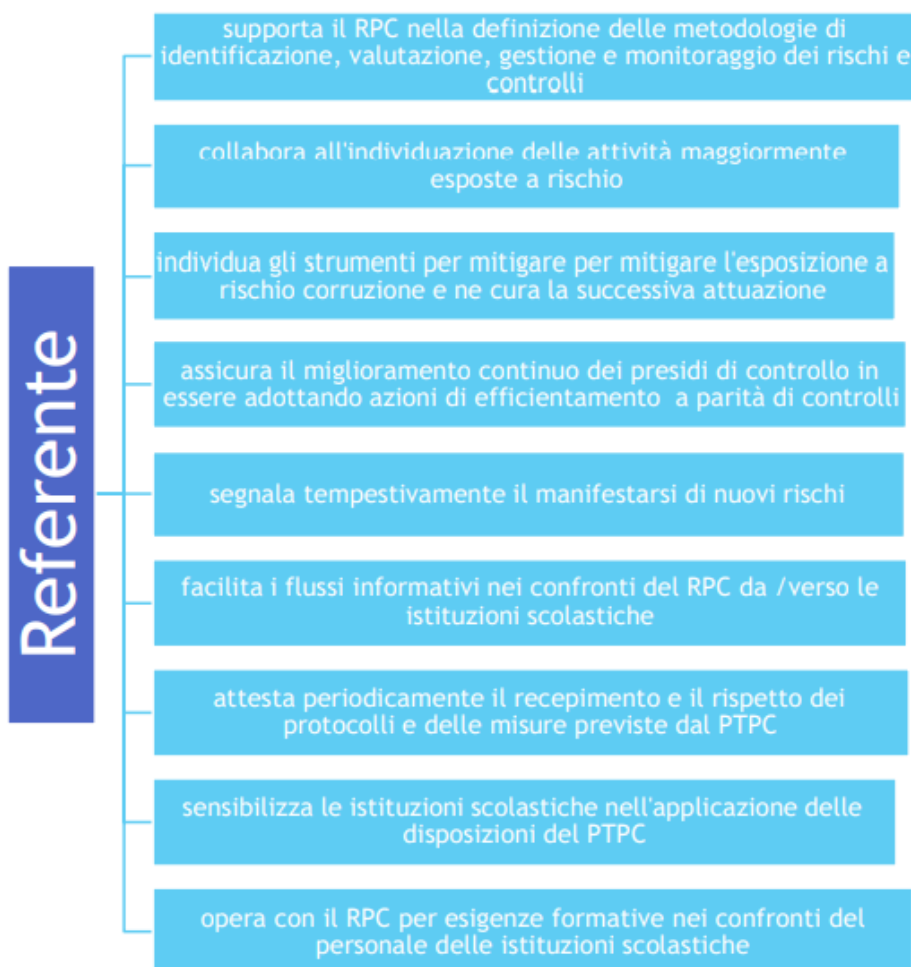 Referente
supporta il RPC nella definizione delle metodologie di
identificazione, valutazione, gestione e monitoraggio dei rischi e
controlli
collabora all'individuazione delle attività maggiormente
esposte a rischio
individua gli strumenti per mitigare per mitigare l'esposizione a
rischio corruzione e ne cura la successiva attuazione
assicura il miglioramento continuo dei presidi di controllo in
essere adottando azioni di efficientamento a parità di controlli
segnala tempestivamente il manifestarsi di nuovi rischi
facilita i flussi informativi nei confronti del RPC da /verso le
istituzioni scolastiche
attesta periodicamente il recepimento e il rispetto dei
protocolli e delle misure previste dal PTPC
sensibilizza le istituzioni scolastiche nell'applicazione delle
disposizioni del PTPC
opera con il RPC per esigenze formative nei confronti del
personale delle istituzioni scolastiche